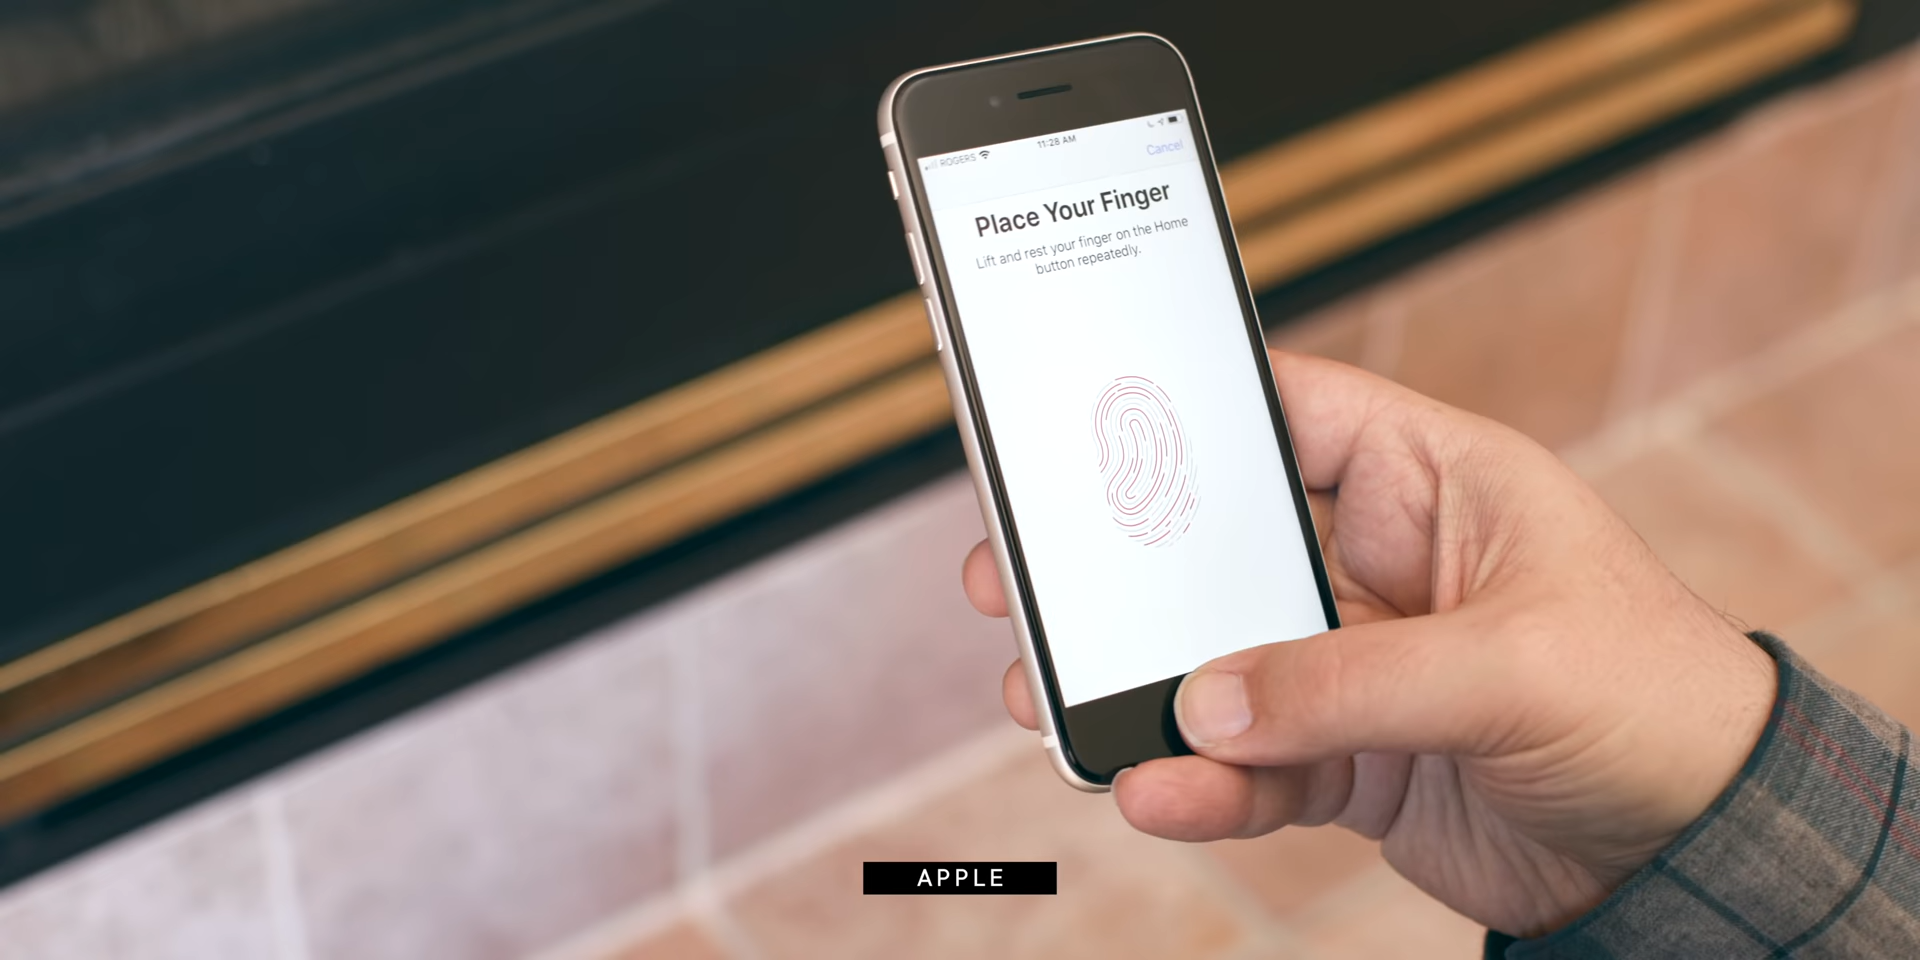 ROGERS 11:28 AM
Cancel
Place Your Finger
Lift and rest your finger on the Home
button repeatedly.
APPLE